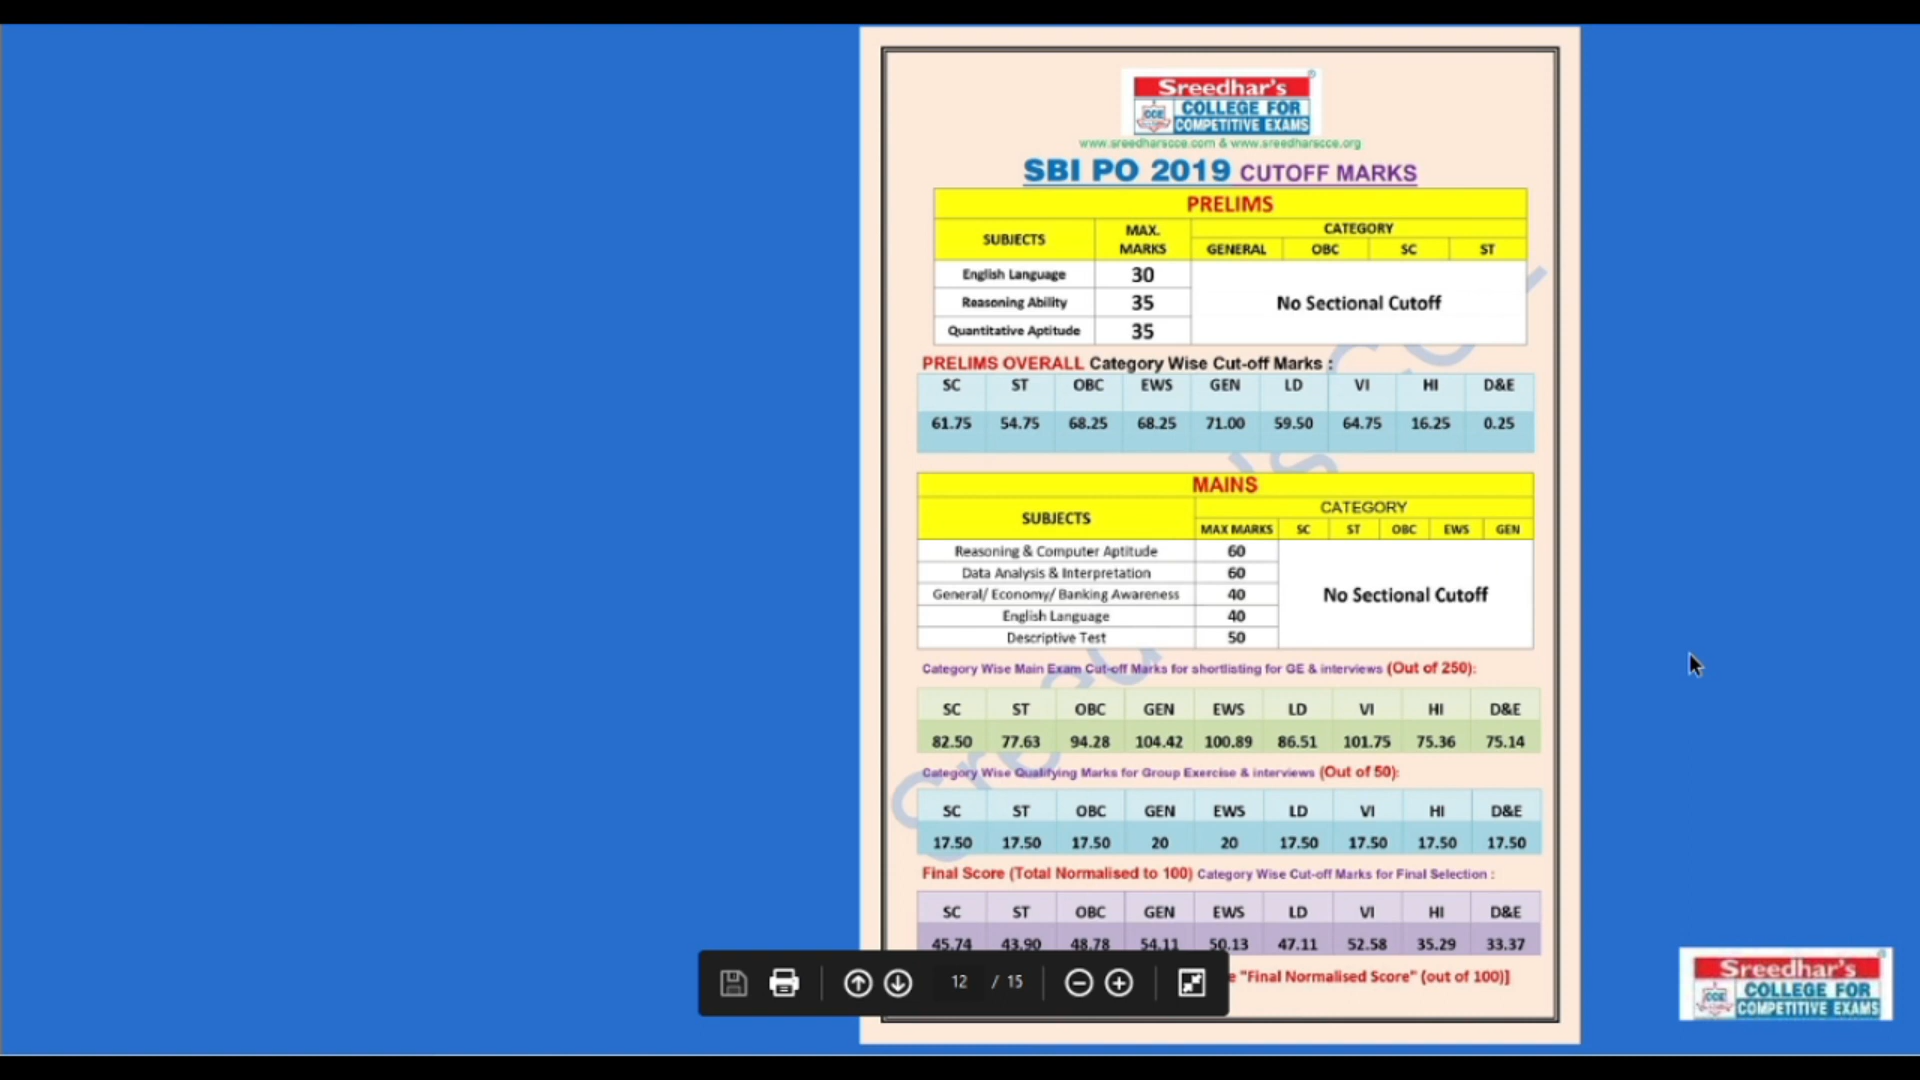 Sreedhar's
CCE
COLLEGE FOR
COMPETITIVE EXAMS
www.sreedharscce.com & www.sreedharscce.org
SBI PO 2019 CUTOFF MARKS
PRELIMS
SUBJECTS MAX. MARKS CATEGORY
GENERAL OBC SC ST
English Language 30
Reasoning Ability 35 No Sectional Cutoff
Quantitative Aptitude 35
PRELIMS OVERALL Category Wise Cut-off Marks :
SC ST OBC EWS GEN LD VI HI D&E
61.75 54.75 68.25 68.25 71.00 59.50 64.75 16.25 0.25
MAINS
SUBJECTS CATEGORY
MAX MARKS SC ST OBC EWS GEN
Reasoning & Computer Aptitude 60
Data Analysis & Interpretation 60
General/ Economy/ Banking Awareness 40 No Sectional Cutoff
English Language 40
Descriptive Test 50
Category Wise Main Exam Cut-off Marks for shortlisting for GE & interviews (Out of 250):
SC ST OBC GEN EWS LD VI HI D&E
82.50 77.63 94.28 104.42 100.89 86.51 101.75 75.36 75.14
Category Wise Qualifying Marks for Group Exercise & interviews (Out of 50):
SC ST OBC GEN EWS LD VI HI D&E
17.50 17.50 17.50 20 20 17.50 17.50 17.50 17.50
Final Score (Total Normalised to 100) Category Wise Cut-off Marks for Final Selection :
SC ST OBC GEN EWS LD VI HI D&E
45.74 43.90 48.78 54.11 50.13 47.11 52.58 35.29 33.37
"Final Normalised Score" (out of 100)]
12 / 15
Sreedhar's
CCE
COLLEGE FOR
COMPETITIVE EXAMS